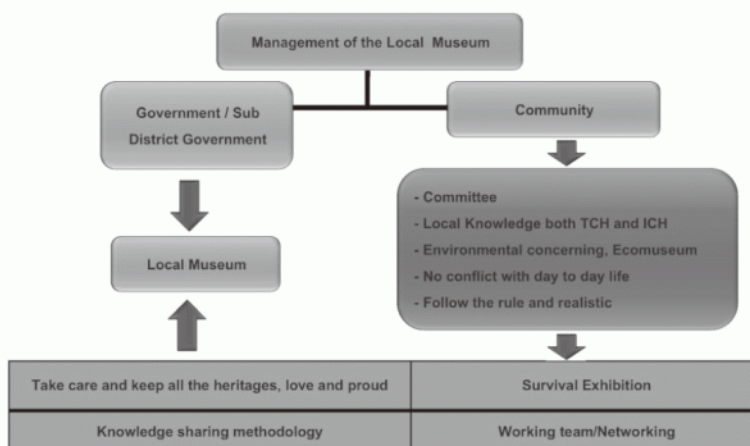 Management of the Local Museum
Government / Sub
District Government
Community
Local Museum
- Committee
- Local Knowledge both TCH and ICH
- Environmental concerning, Ecomuseum
- No conflict with day to day life
- Follow the rule and realistic
Take care and keep all the heritages, love and proud
Survival Exhibition
Knowledge sharing methodology
Working team/Networking